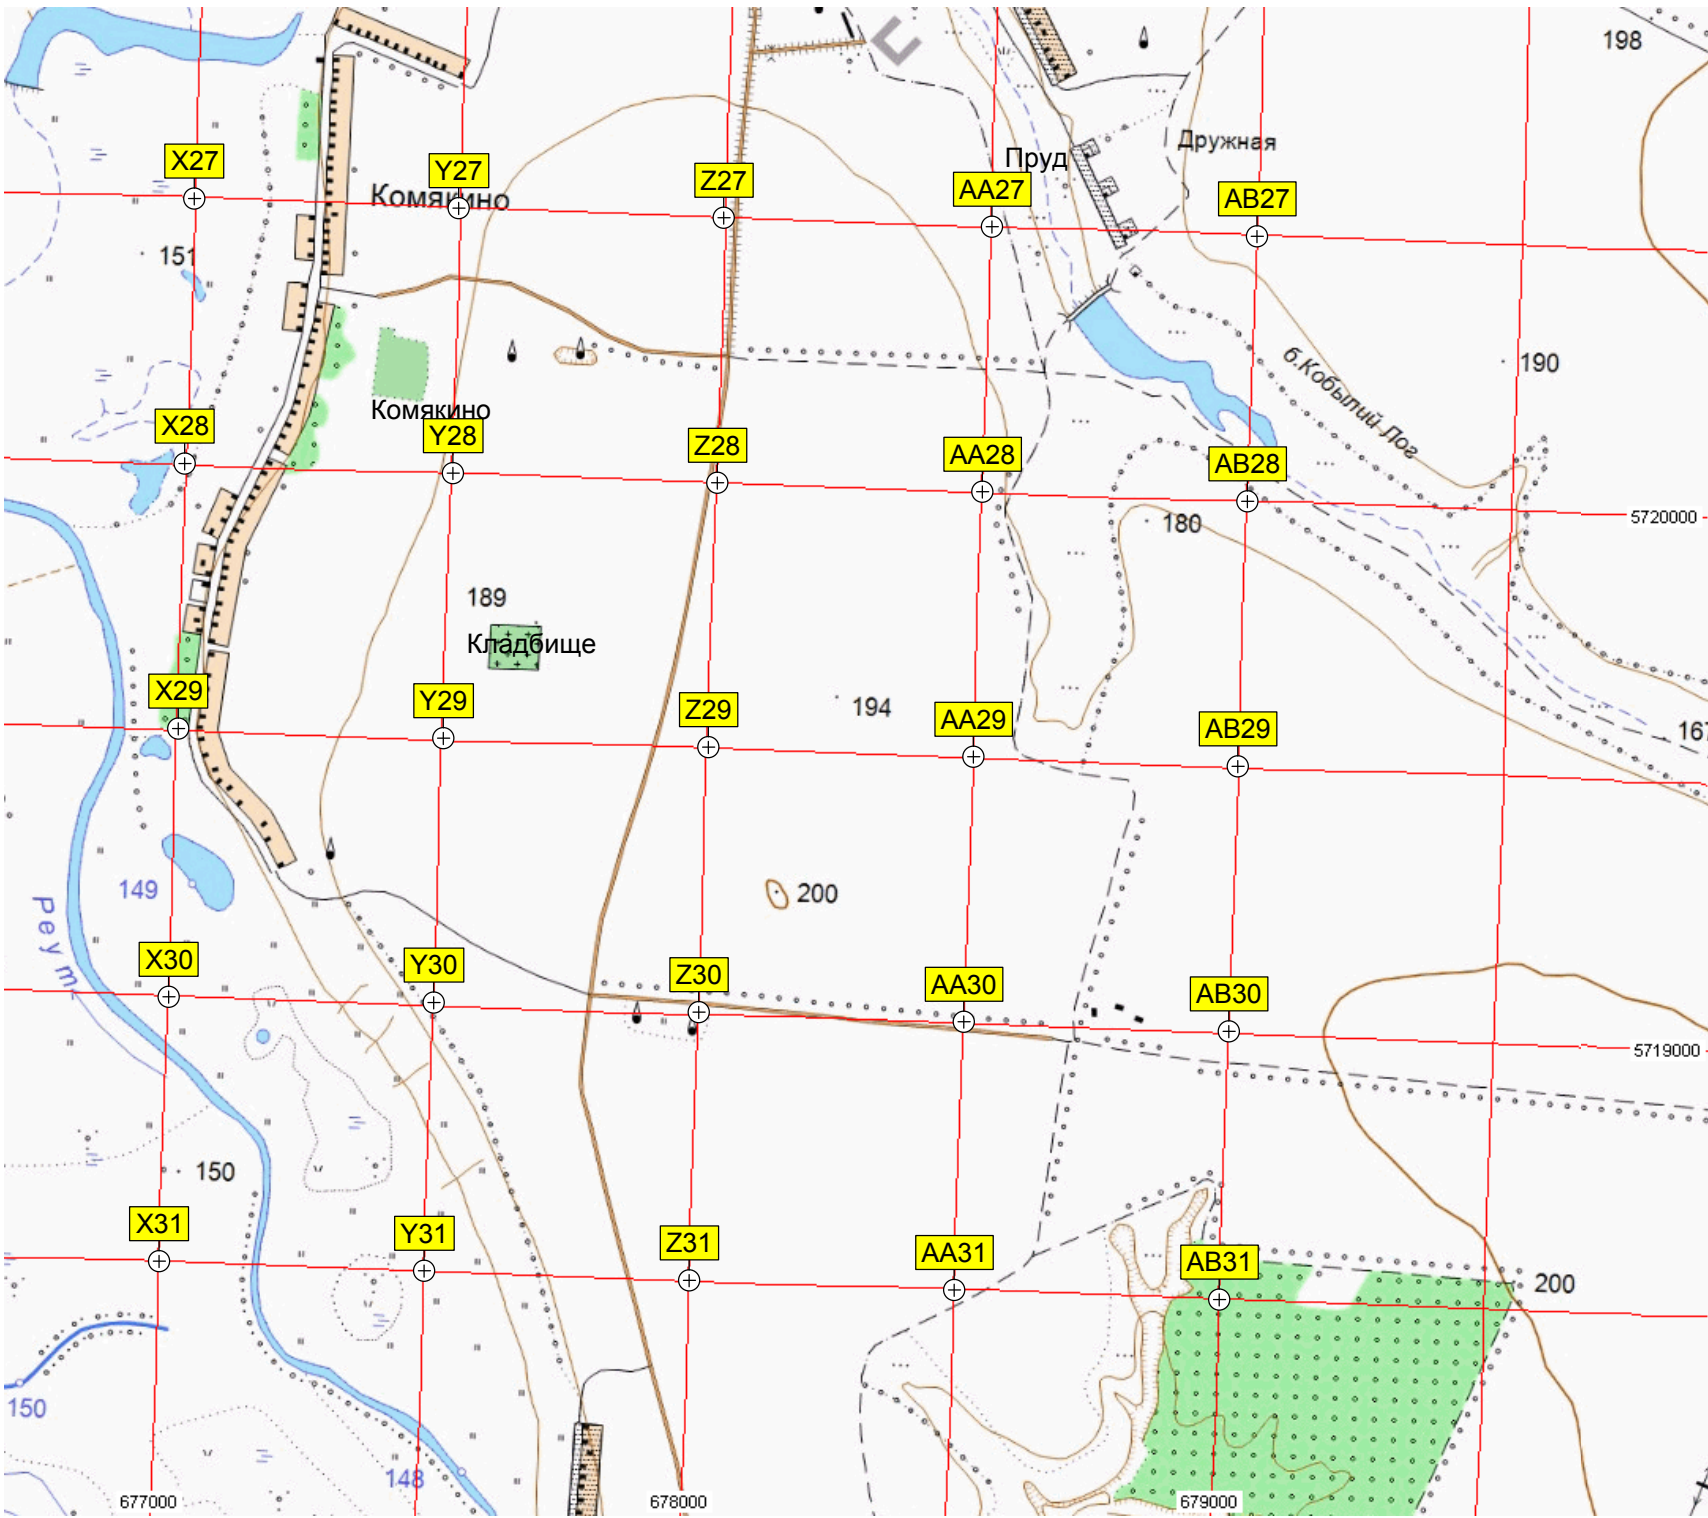 198
Дружная
Пруд
X27
Y27
Z27
AA27
AB27
Комякино
151
б.Кобылий Лог
190
Комякино
X28
Y28
Z28
AA28
AB28
180
5720000
189
Кладбище
X29
Y29
Z29
AA29
AB29
194
167
149
200
Реут
X30
Y30
Z30
AA30
AB30
5719000
150
X31
Y31
Z31
AA31
AB31
200
150
148
677000
678000
679000